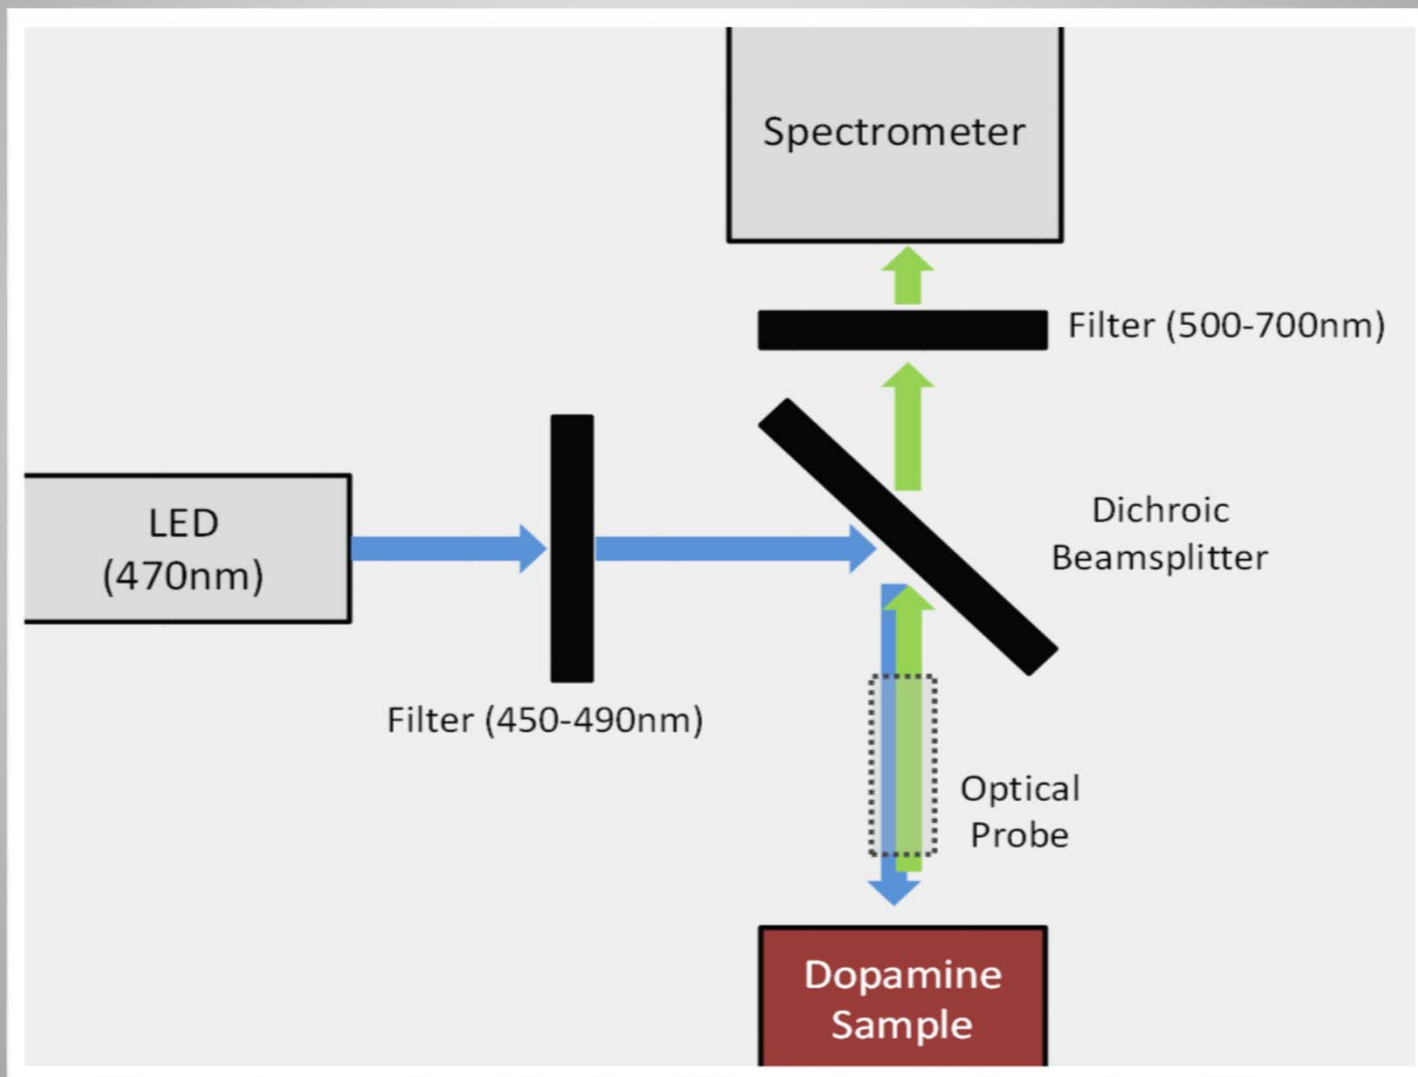 Spectrometer
Filter (500-700nm)
LED
(470nm)
Dichroic
Beamsplitter
Filter (450-490nm)
Optical
Probe
Dopamine
Sample